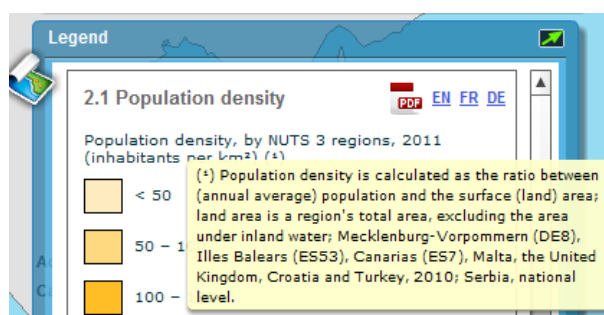 Legend
2.1 Population density
PDF EN FR DE
Population density, by NUTS 3 regions, 2011
(inhabitants per km²) (¹)
(¹) Population density is calculated as the ratio between
< 50
(annual average) population and the surface (land) area;
land area is a region's total area, excluding the area
under inland water; Mecklenburg-Vorpommern (DE8),
50 – 1
Illes Balears (ES53), Canarias (ES7), Malta, the United
Kingdom, Croatia and Turkey, 2010; Serbia, national
100 –
level.